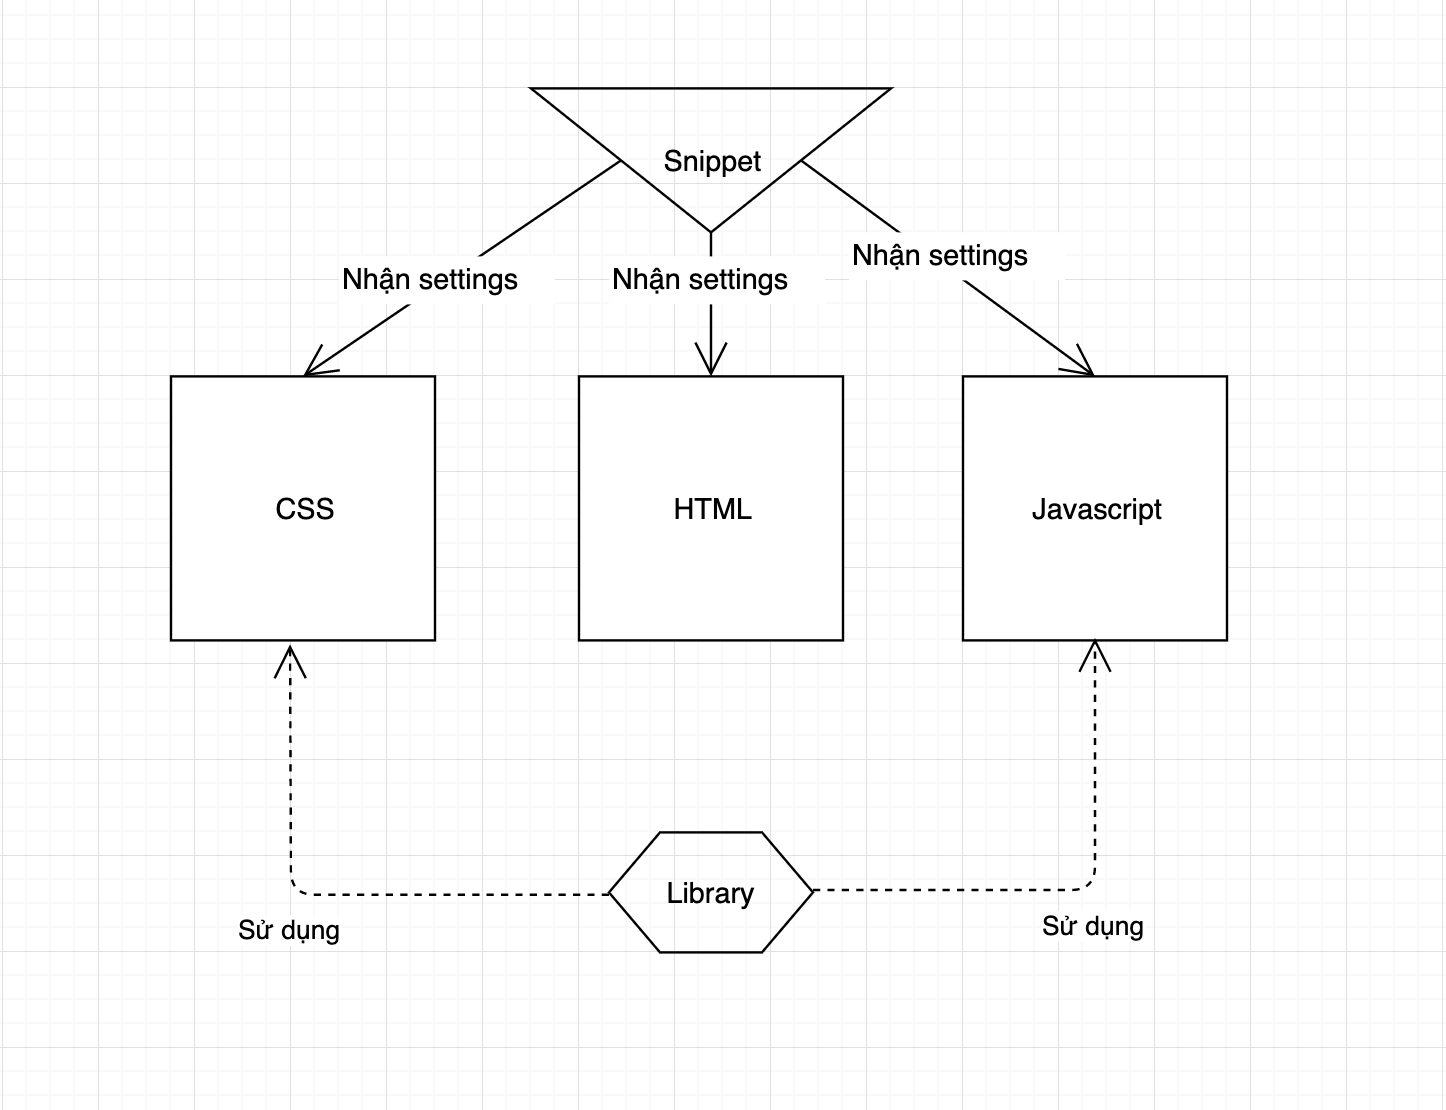 Snippet
Nhận settings
Nhận settings
Nhận settings
CSS
HTML
Javascript
Library
Sử dụng
Sử dụng